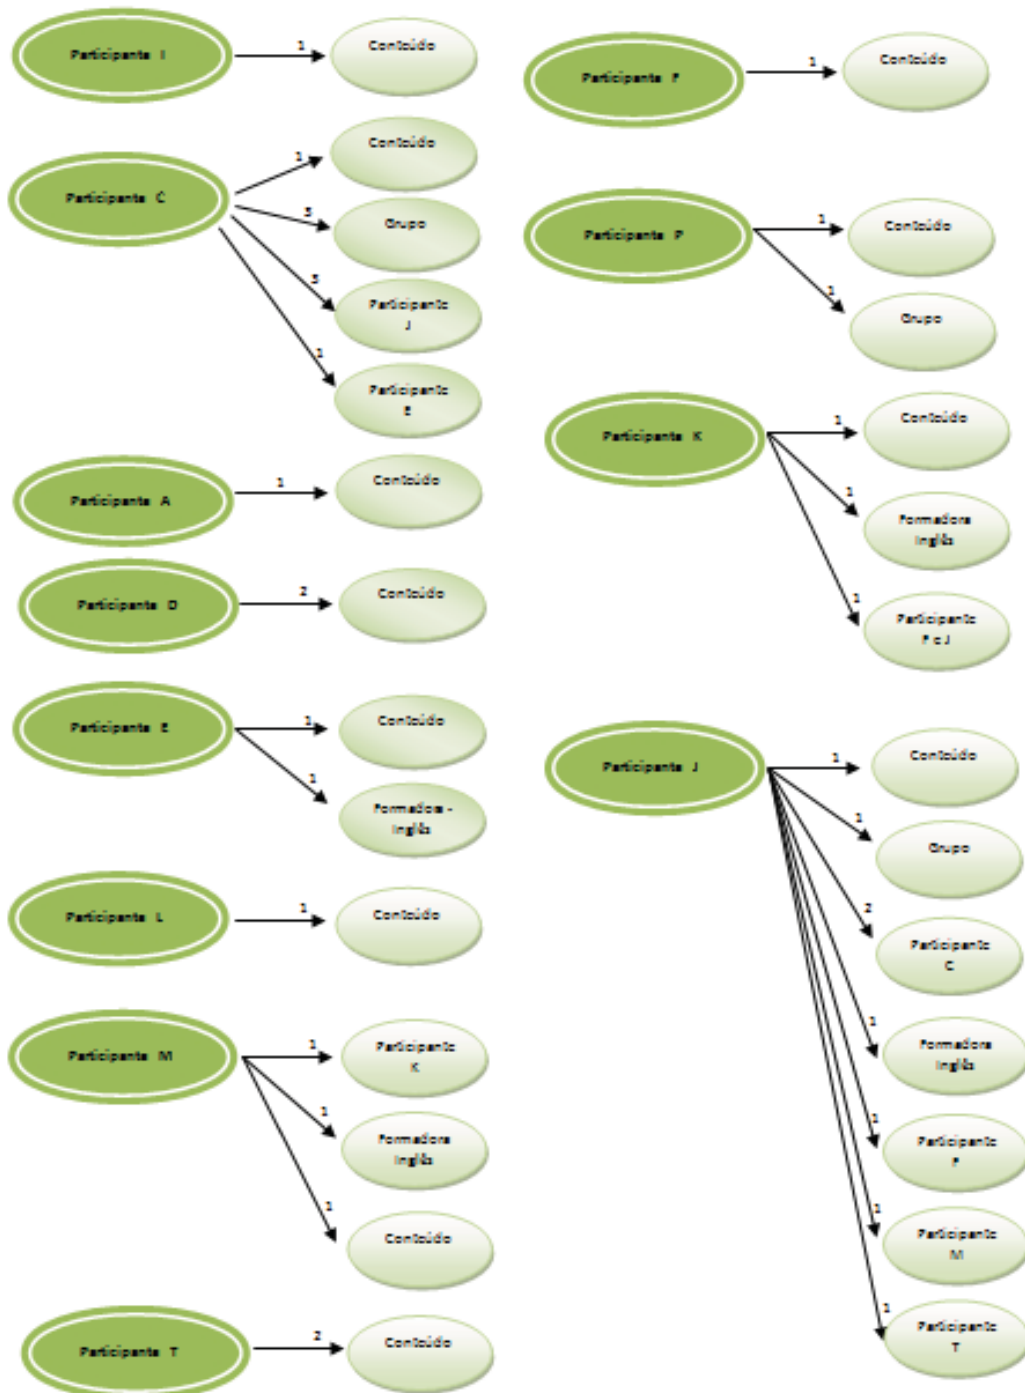 Participante I
1
Conteúdo
Participante C
1
Conteúdo
3
Grupo
3
Participante
J
1
Participante
E
Participante A
1
Conteúdo
Participante D
2
Conteúdo
Participante E
1
Conteúdo
1
Formadora -
Inglês
Participante L
1
Conteúdo
Participante M
1
Participante
K
1
Formadora
Inglês
1
Conteúdo
Participante T
2
Conteúdo
Participante F
1
Conteúdo
Participante P
1
Conteúdo
1
Grupo
Participante K
1
Conteúdo
1
Formadora
Inglês
1
Participante
F e J
Participante J
1
Conteúdo
1
Grupo
2
Participante
C
1
Formadora
Inglês
1
Participante
F
1
Participante
M
1
Participante
T